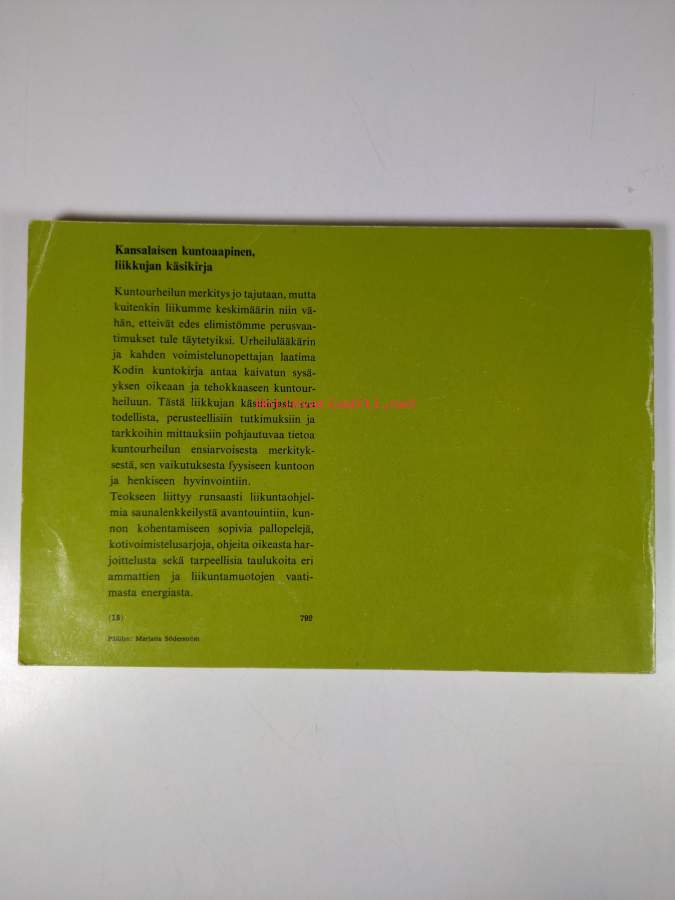 Kansalaisen kuntoaapinen,
liikkujan käsikirja
Kuntourheilun merkitys jo tajutaan, mutta
kuitenkin liikumme keskimäärin niin vä-
hän, etteivät edes elimistömme perusvaa-
timukset tule täytetyiksi. Urheilulääkärin
ja kahden voimistelunopettajan laatima
Kodin kuntokirja antaa kaivatun sysä-
yksen oikeaan ja tehokkaaseen kuntour-
heiluun. Tästä liikkujan käsikirjasta
todellista, perusteellisiin tutkimuksiin ja
tarkkoihin mittauksiin pohjautuvaa tietoa
kuntourheilun ensiarvoisesta merkityk-
sestä, sen vaikutuksesta fyysiseen kuntoon
ja henkiseen hyvinvointiin.
Teokseen liittyy runsaasti liikuntaohjel-
mia saunalenkkeilystä avantouintiin, kun-
non kohentamiseen sopivia pallopelejä,
kotivoimistelusarjoja, ohjeita oikeasta har-
joittelusta sekä tarpeellisia taulukoita eri
ammattien ja liikuntamuotojen vaati-
masta energiasta.
(15) 792
Päällys: Marjatta Söderström